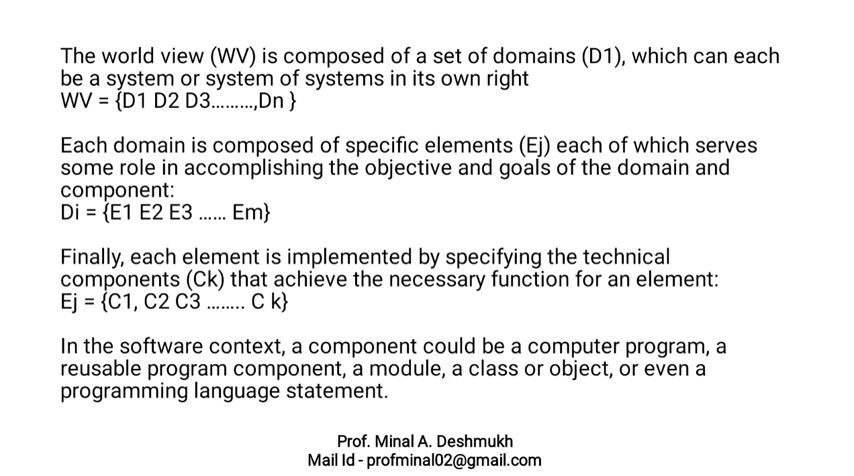 The world view (WV) is composed of a set of domains (D1), which can each
be a system or system of systems in its own right
WV = {D1 D2 D3.........,Dn }
Each domain is composed of specific elements (Ej) each of which serves
some role in accomplishing the objective and goals of the domain and
component:
Di = {E1 E2 E3 ...... Em}
Finally, each element is implemented by specifying the technical
components (Ck) that achieve the necessary function for an element:
Ej = {C1, C2 C3 ........ C k}
In the software context, a component could be a computer program, a
reusable program component, a module, a class or object, or even a
programming language statement.
Prof. Minal A. Deshmukh
Mail Id - profminal02@gmail.com